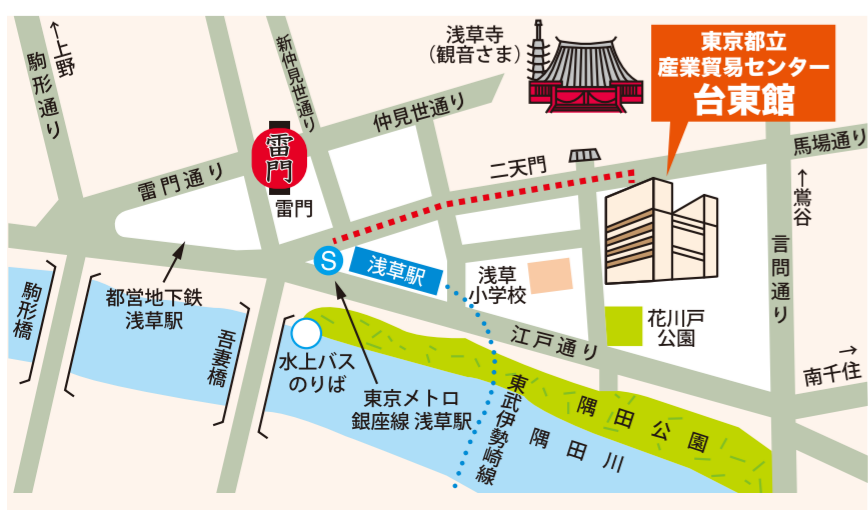 ↑上野
駒形通り
新仲見世通り
浅草寺
(観音さま)
東京都立
産業貿易センター
台東館
仲見世通り
馬場通り
雷門
雷門通り
雷門
二天門
↑鴬谷
言問通り
S
浅草駅
浅草
小学校
都営地下鉄
浅草駅
駒形橋
吾妻橋
水上バス
のりば
東京メトロ
銀座線 浅草駅
江戸通り
花川戸
公園
→
南千住
東武伊勢崎線
隅田公園
隅田川